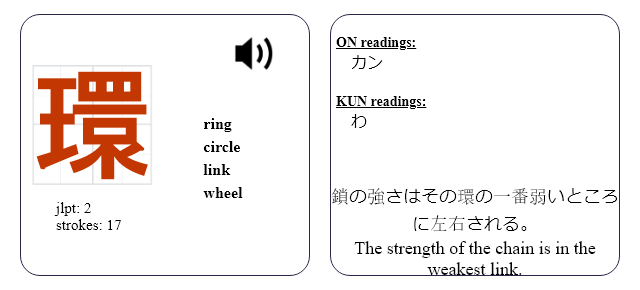 環
ring
circle
link
wheel
jlpt: 2
strokes: 17
ON readings:
カン
KUN readings:
わ
鎖の強さはその環の一番弱いところ
に左右される。
The strength of the chain is in the
weakest link.